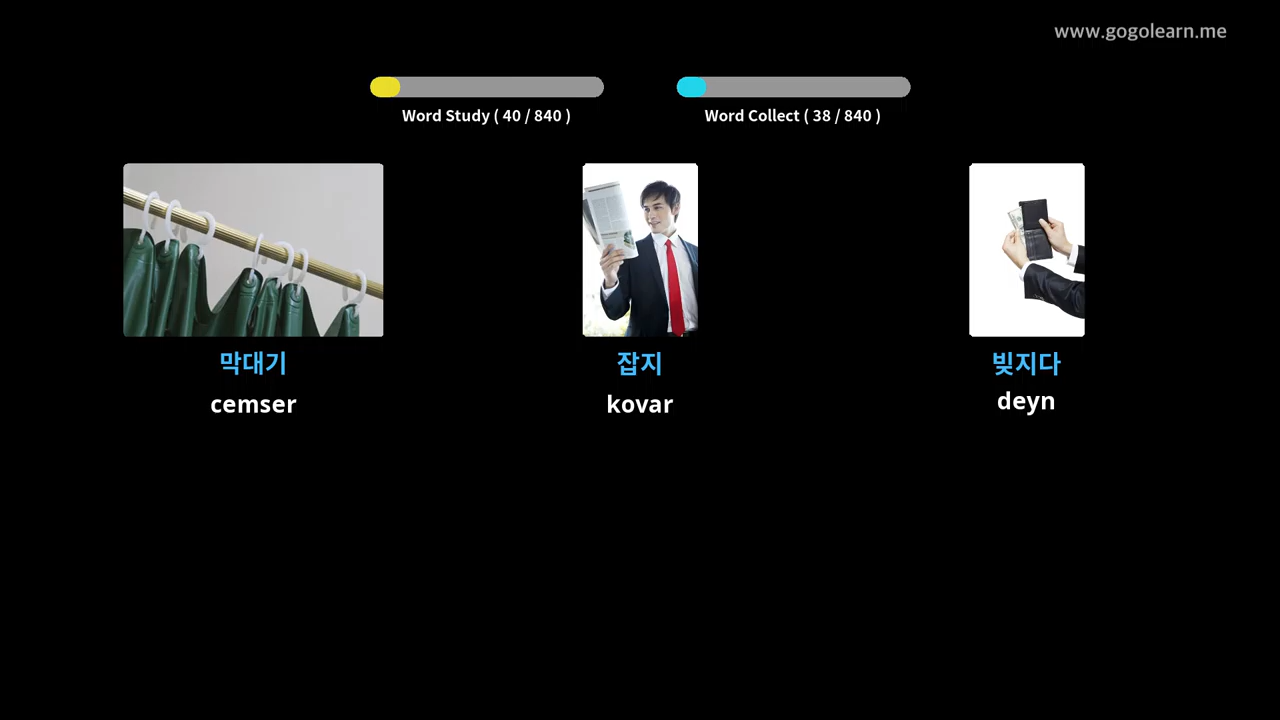 www.gogolearn.me
Word Study ( 40 / 840 )
Word Collect ( 38 / 840 )
막대기
잡지
빚지다
cemser
kovar
deyn